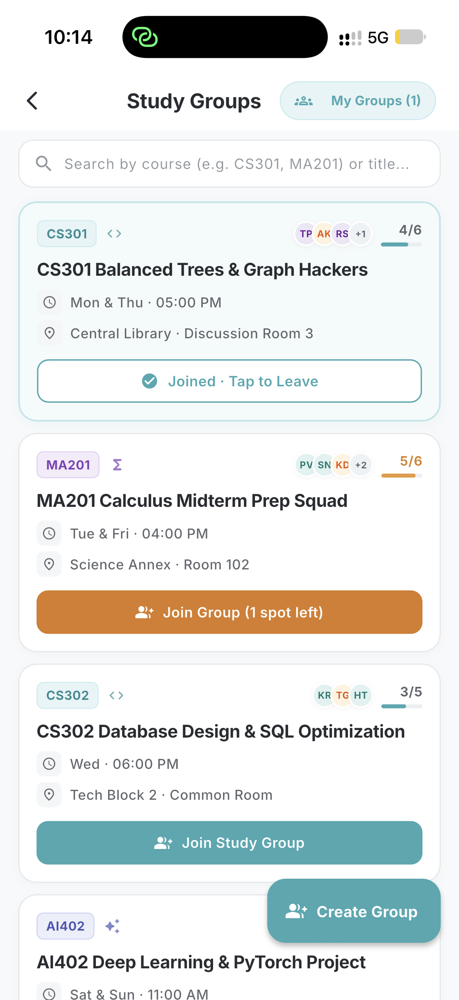 10:14
5G
Study Groups
My Groups (1)
Search by course (e.g. CS301, MA201) or title...
CS301
TP AK RS +1
4/6
CS301 Balanced Trees & Graph Hackers
Mon & Thu · 05:00 PM
Central Library · Discussion Room 3
Joined · Tap to Leave
MA201
PV SN KD +2
5/6
MA201 Calculus Midterm Prep Squad
Tue & Fri · 04:00 PM
Science Annex · Room 102
Join Group (1 spot left)
CS302
KR TG HT
3/5
CS302 Database Design & SQL Optimization
Wed · 06:00 PM
Tech Block 2 · Common Room
Join Study Group
Create Group
AI402
AI402 Deep Learning & PyTorch Project
Sat & Sun · 11:00 AM